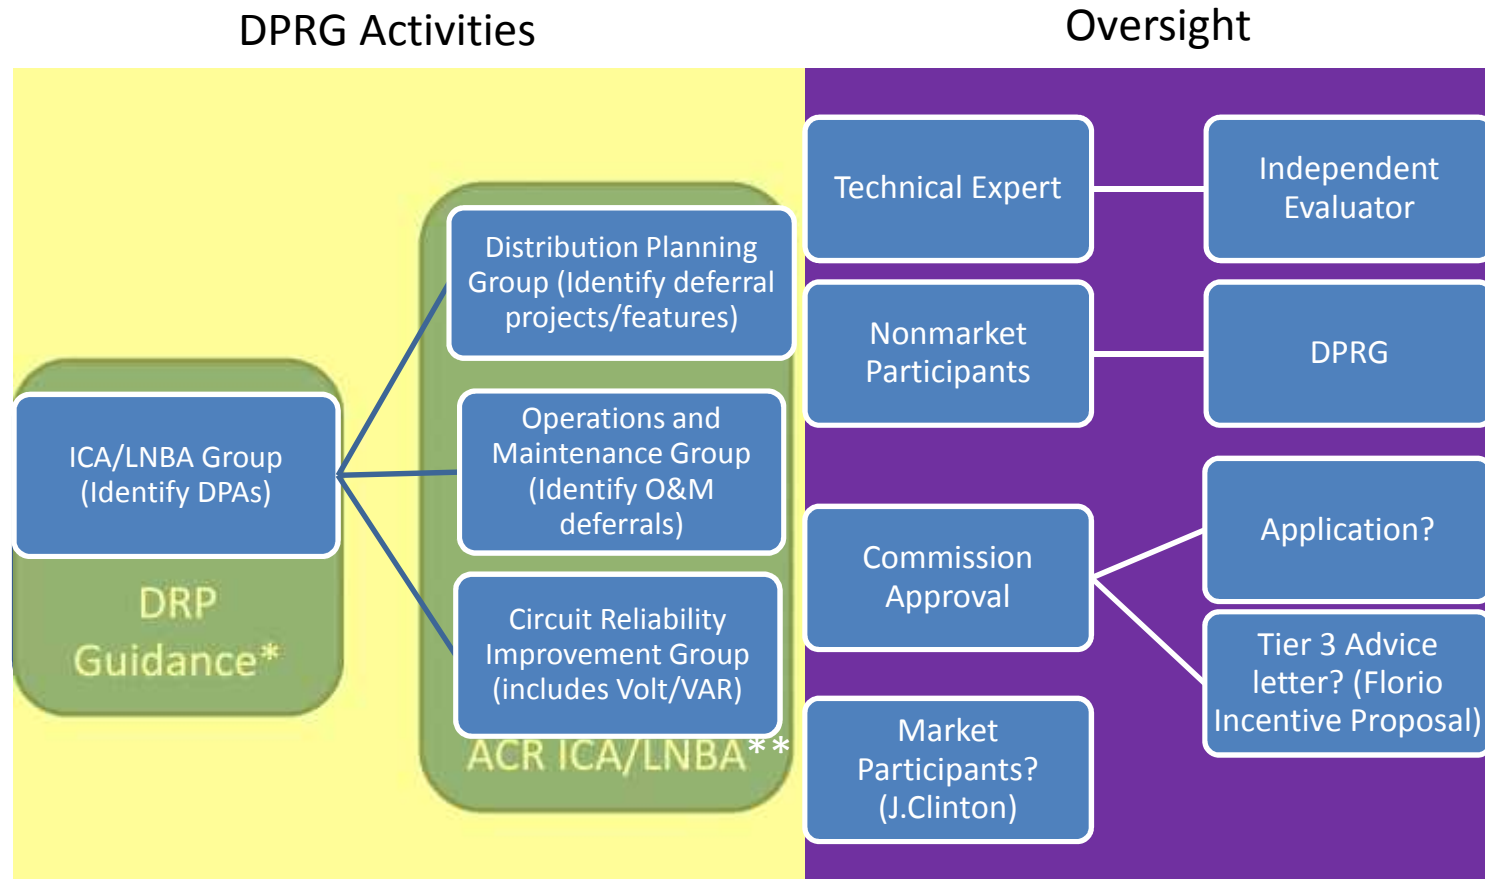 DPRG Activities
Oversight
ICA/LNBA Group
(Identify DPAs)
DRP
Guidance*
Distribution Planning
Group (Identify deferral
projects/features)
Operations and
Maintenance Group
(Identify O&M
deferrals)
Circuit Reliability
Improvement Group
(includes Volt/VAR)
ACR ICA/LNBA**
Technical Expert
Independent
Evaluator
Nonmarket
Participants
DPRG
Commission
Approval
Application?
Tier 3 Advice
letter? (Florio
Incentive Proposal)
Market
Participants?
(J.Clinton)